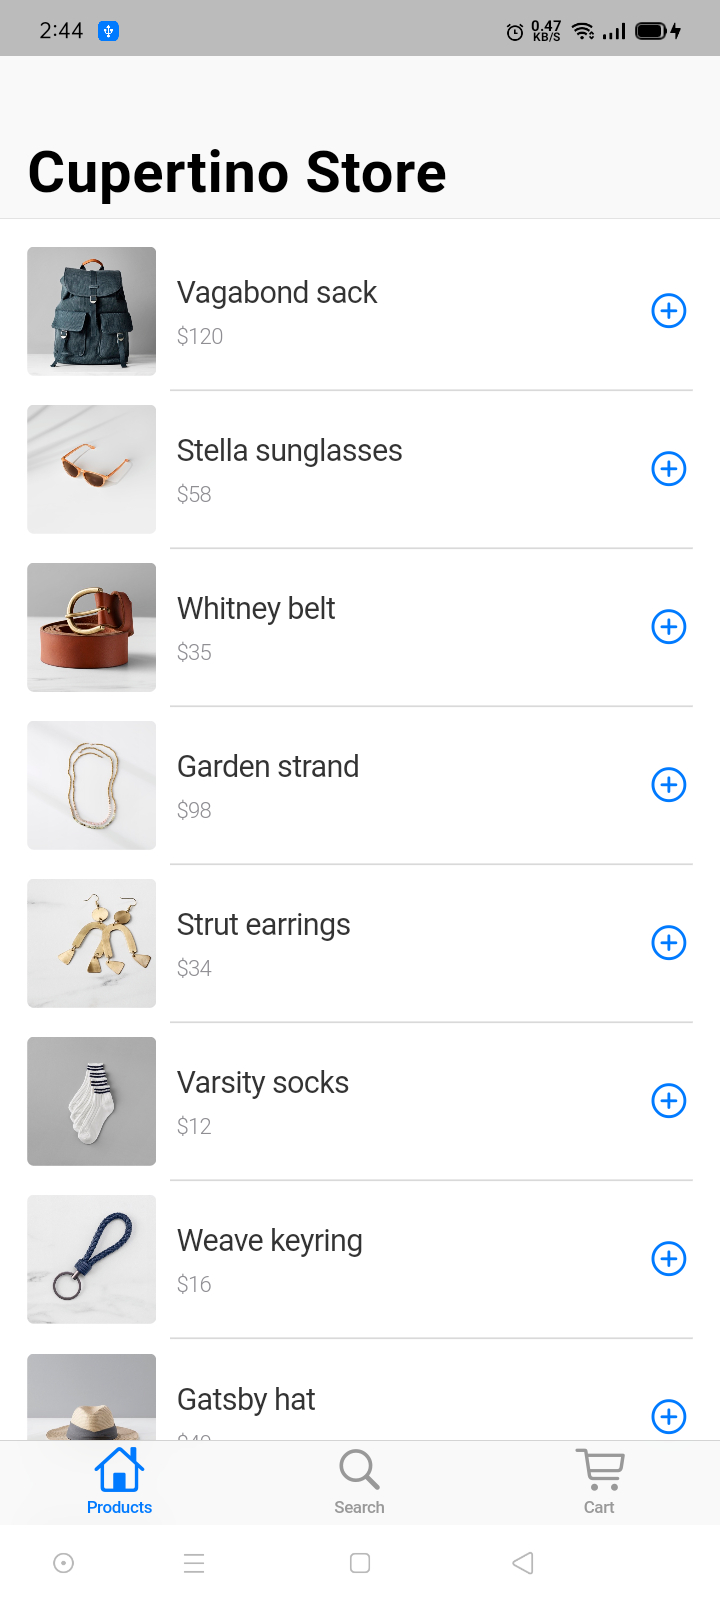 2:44
0.47
KB/S
Cupertino Store
Vagabond sack
$120
Stella sunglasses
$58
Whitney belt
$35
Garden strand
$98
Strut earrings
$34
Varsity socks
$12
Weave keyring
$16
Gatsby hat
Products
Search
Cart